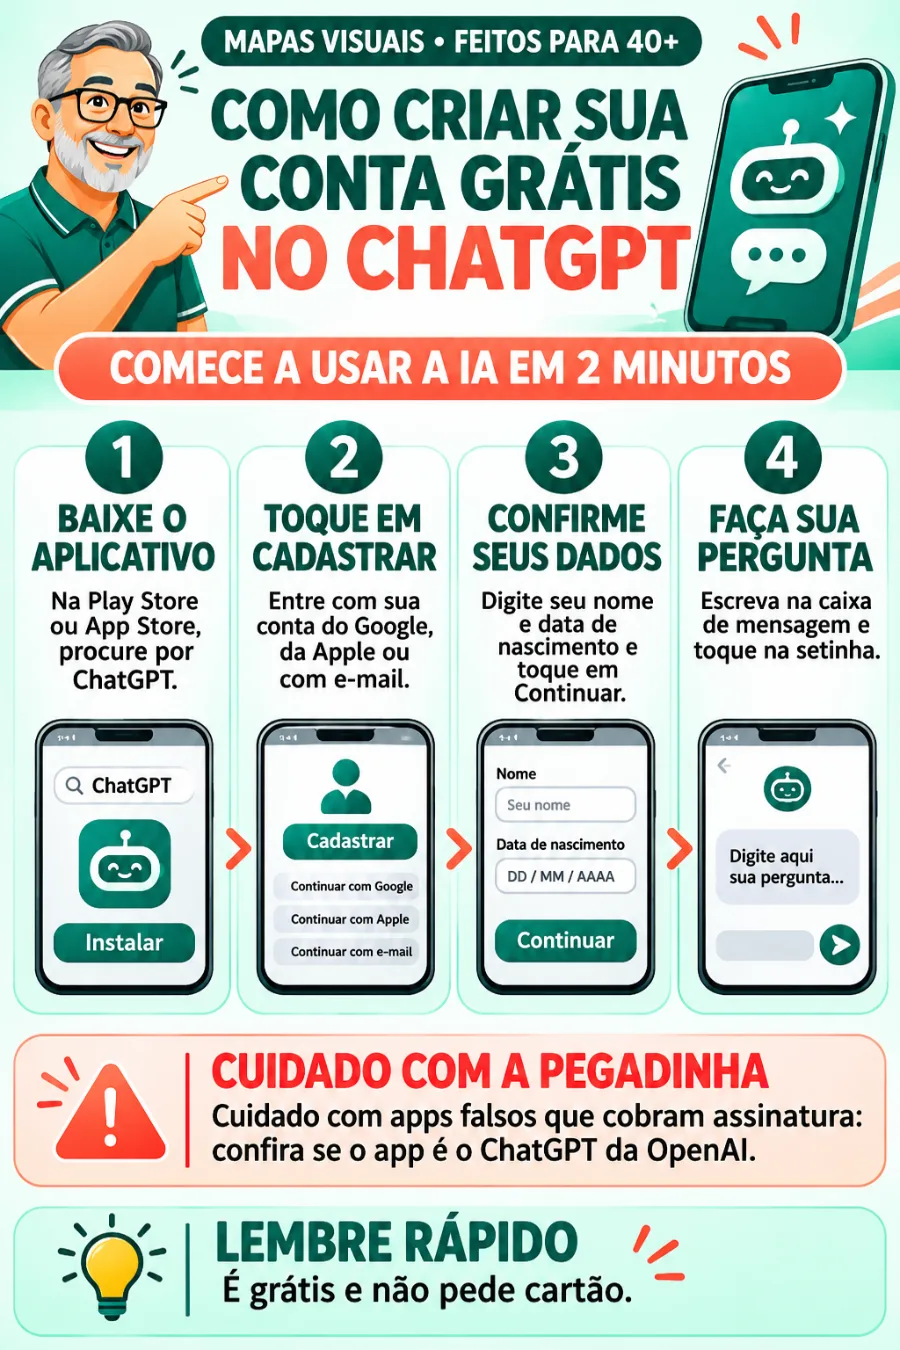 MAPAS VISUAIS • FEITOS PARA 40+
COMO CRIAR SUA
CONTA GRÁTIS
NO CHATGPT
COMECE A USAR A IA EM 2 MINUTOS
1
BAIXE O
APLICATIVO
Na Play Store
ou App Store,
procure por
ChatGPT.
ChatGPT
Instalar
2
TOQUE EM
CADASTRAR
Entre com sua
conta do Google,
da Apple ou
com e-mail.
Cadastrar
Continuar com Google
Continuar com Apple
Continuar com e-mail
3
CONFIRME
SEUS DADOS
Digite seu nome
e data de
nascimento e
toque em
Continuar.
Nome
Seu nome
Data de nascimento
DD / MM / AAAA
Continuar
4
FAÇA SUA
PERGUNTA
Escreva na caixa
de mensagem e
toque na setinha.
Digite aqui
sua pergunta...
CUIDADO COM A PEGADINHA
Cuidado com apps falsos que cobram assinatura:
confira se o app é o ChatGPT da OpenAI.
LEMBRE RÁPIDO
É grátis e não pede cartão.